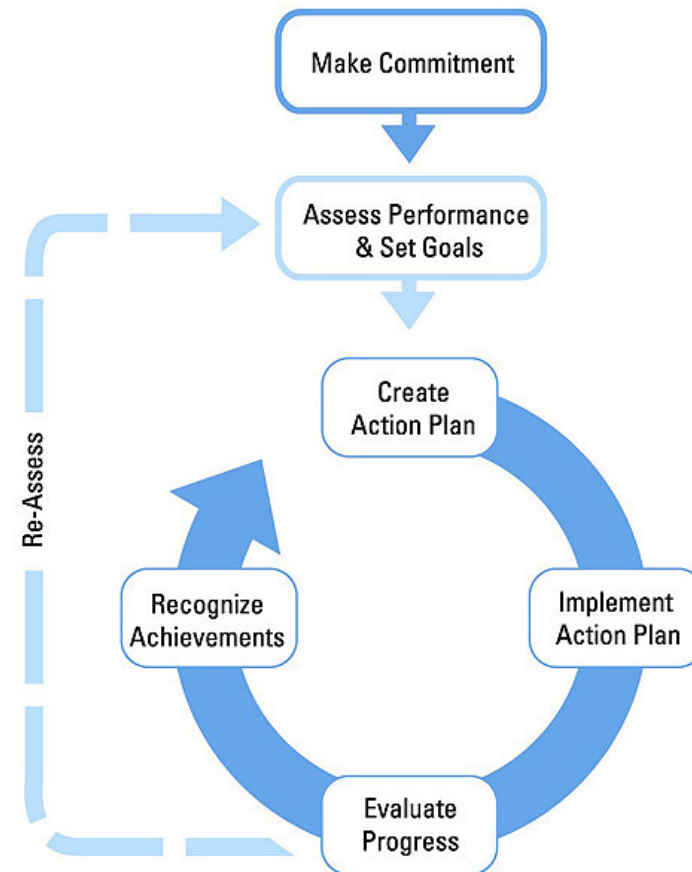 Make Commitment
Assess Performance
& Set Goals
Create
Action Plan
Implement
Action Plan
Evaluate
Progress
Recognize
Achievements
Re-Assess